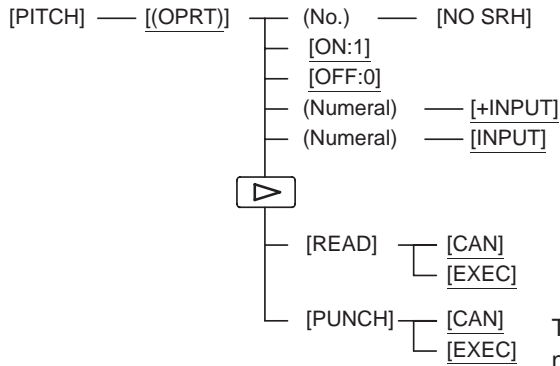 [PITCH] [(OPRT)] (No.) [NO SRH]
[ON:1]
[OFF:0]
(Numeral) [+INPUT]
(Numeral) [INPUT]
[READ] [CAN]
[EXEC]
[PUNCH] [CAN]
[EXEC]